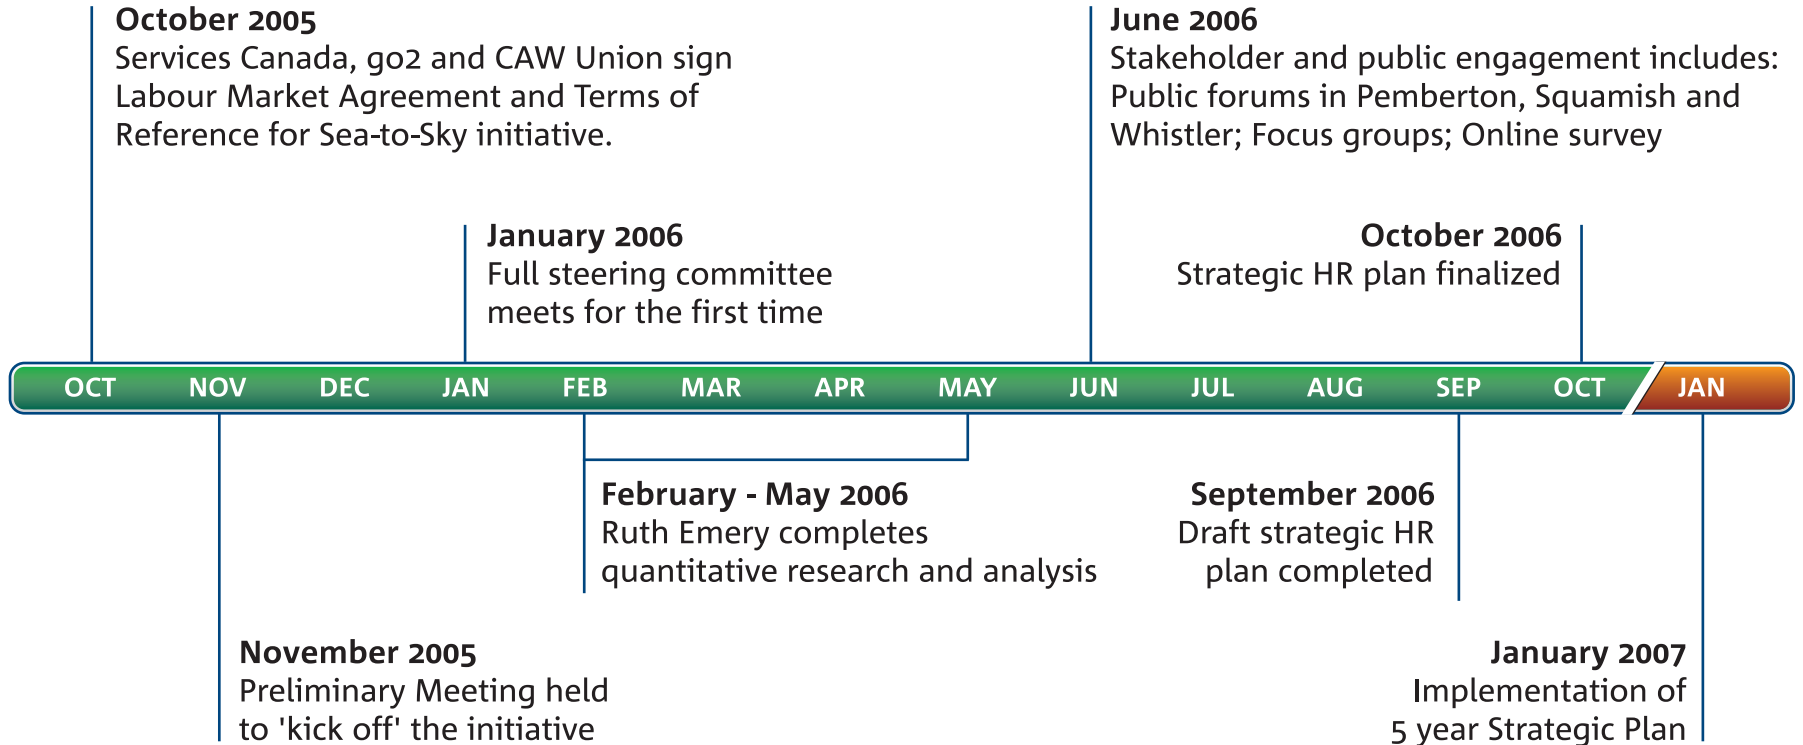 October 2005
Services Canada, go2 and CAW Union sign
Labour Market Agreement and Terms of
Reference for Sea-to-Sky initiative.
June 2006
Stakeholder and public engagement includes:
Public forums in Pemberton, Squamish and
Whistler; Focus groups; Online survey
January 2006
Full steering committee
meets for the first time
October 2006
Strategic HR plan finalized
OCT NOV DEC JAN FEB MAR APR MAY JUN JUL AUG SEP OCT JAN
February - May 2006
Ruth Emery completes
quantitative research and analysis
September 2006
Draft strategic HR
plan completed
November 2005
Preliminary Meeting held
to 'kick off' the initiative
January 2007
Implementation of
5 year Strategic Plan